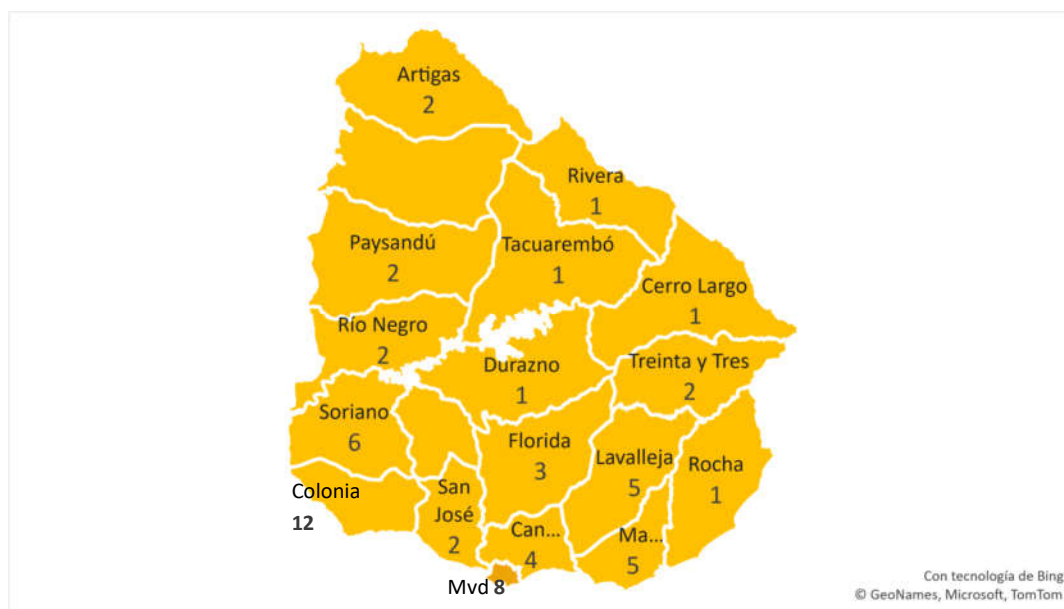 Artigas
2
Rivera
1
Paysandú
2
Tacuarembó
1
Cerro Largo
1
Río Negro
2
Durazno
1
Treinta y Tres
2
Soriano
6
Florida
3
Lavalleja
5
Rocha
1
Colonia
12
San
José
2
Can...
4
Ma...
5
Mvd 8
Con tecnología de Bing
© GeoNames, Microsoft, TomTom